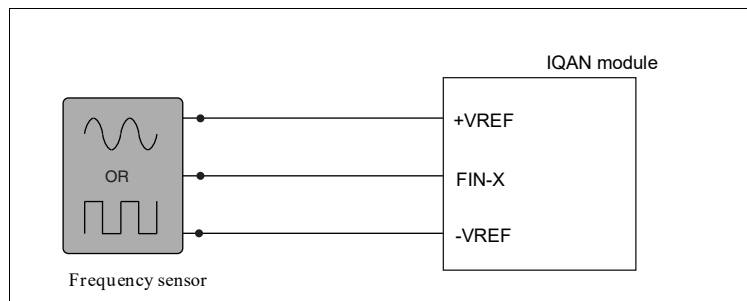 IQAN module
+VREF
OR
FIN-X
-VREF
Frequency sensor